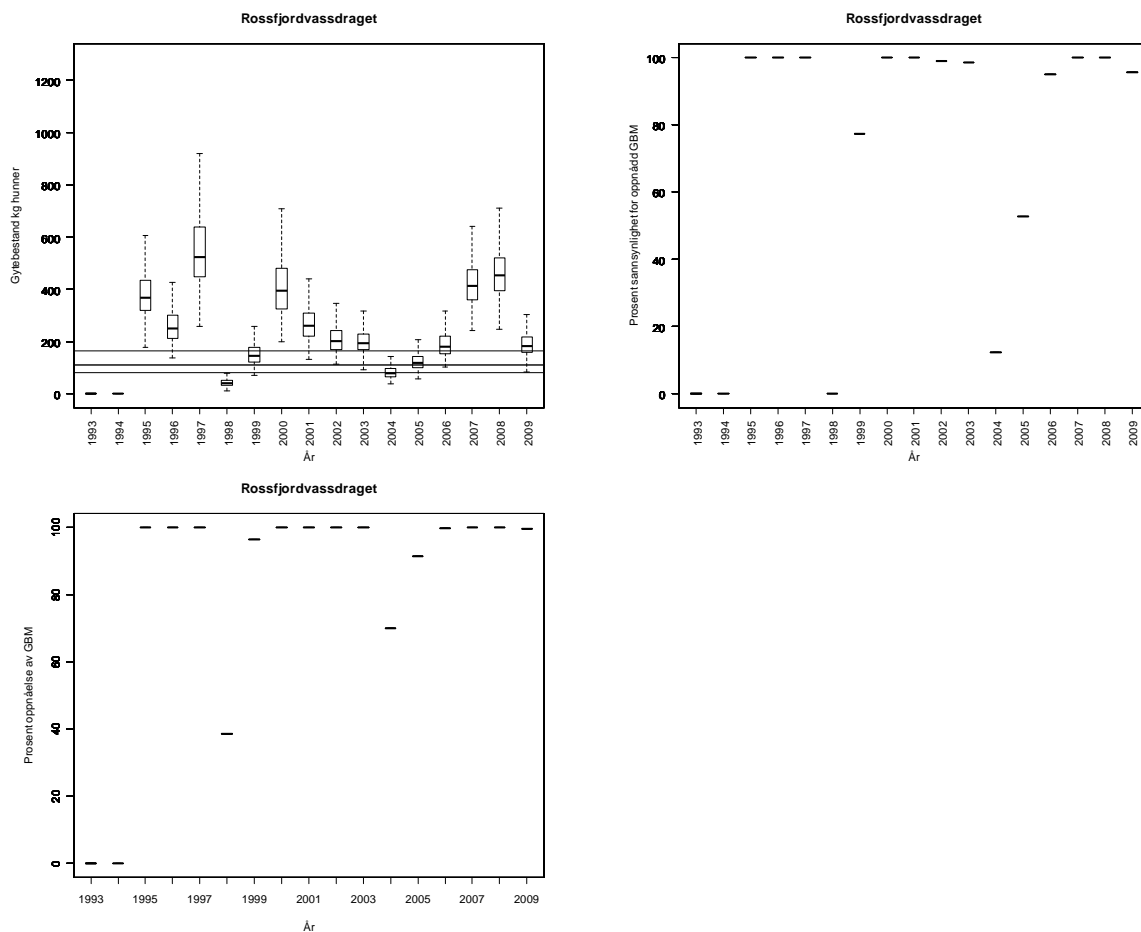 Rossfjordvassdraget
Gytebestand kg hunner
1200
1000
800
600
400
200
0
1993 1994 1995 1996 1997 1998 1999 2000 2001 2002 2003 2004 2005 2006 2007 2008 2009
År
Rossfjordvassdraget
Prosent sannsynlighet for oppnådd GBM
100
80
60
40
20
0
1993 1994 1995 1996 1997 1998 1999 2000 2001 2002 2003 2004 2005 2006 2007 2008 2009
År
Rossfjordvassdraget
Prosent oppnåelse av GBM
100
80
60
40
20
0
1993 1995 1997 1999 2001 2003 2005 2007 2009
År